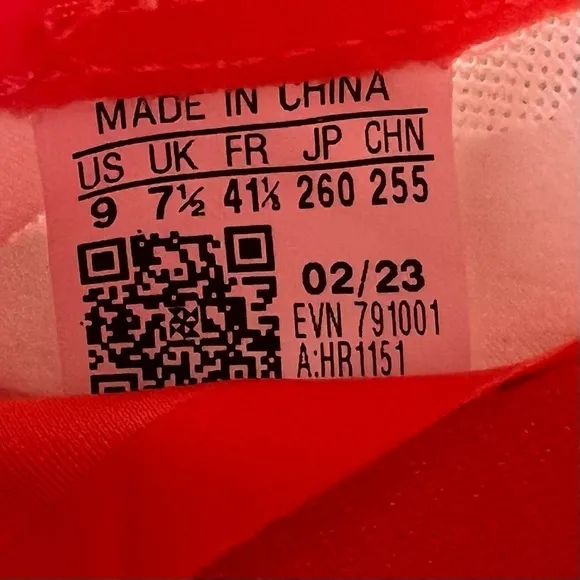 MADE IN CHINA
US UK FR JP CHN
9 7½ 41⅓ 260 255
02/23
EVN 791001
A:HR1151